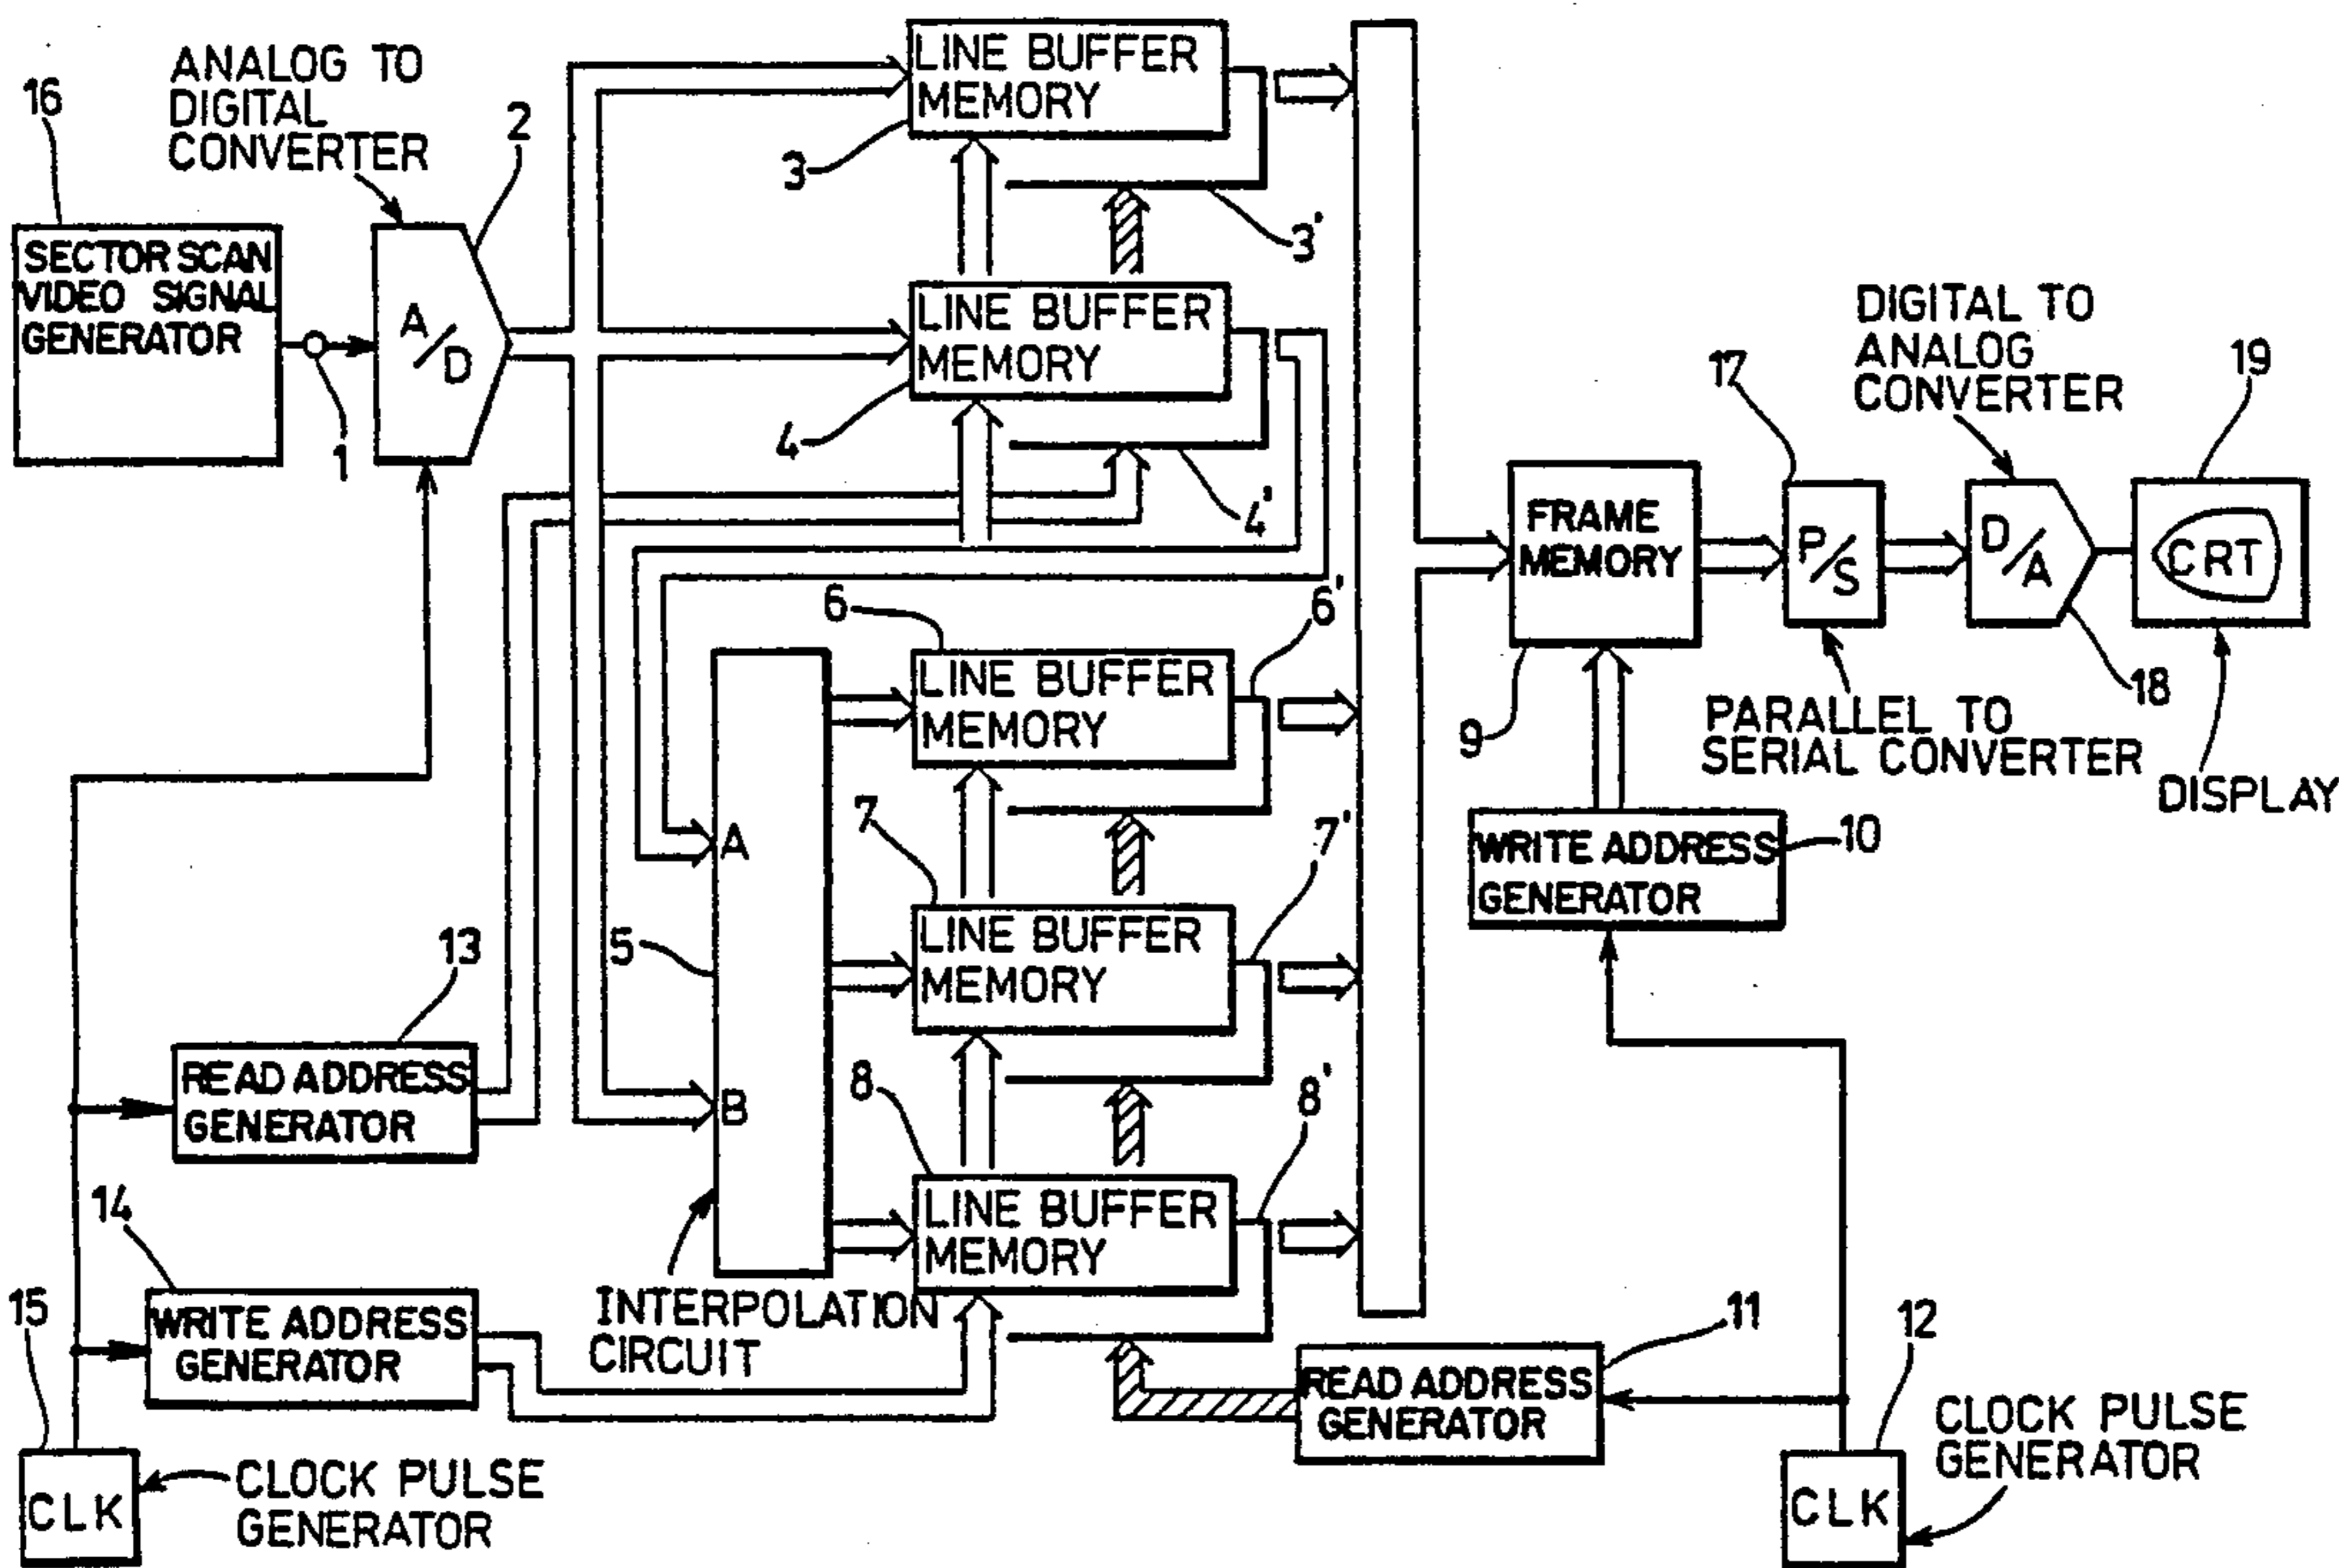 16
SECTOR SCAN
VIDEO SIGNAL
GENERATOR
1
ANALOG TO
DIGITAL
CONVERTER
2
A/D
LINE BUFFER
MEMORY
3
3'
LINE BUFFER
MEMORY
4
4'
A
B
5
INTERPOLATION
CIRCUIT
6
LINE BUFFER
MEMORY
6'
7
LINE BUFFER
MEMORY
7'
8
LINE BUFFER
MEMORY
8'
FRAME
MEMORY
9
WRITE ADDRESS
GENERATOR
10
17
P/S
PARALLEL TO
SERIAL CONVERTER
DIGITAL TO
ANALOG
CONVERTER
D/A
18
19
CRT
DISPLAY
13
READ ADDRESS
GENERATOR
14
WRITE ADDRESS
GENERATOR
15
CLK
CLOCK PULSE
GENERATOR
11
READ ADDRESS
GENERATOR
12
CLK
CLOCK PULSE
GENERATOR